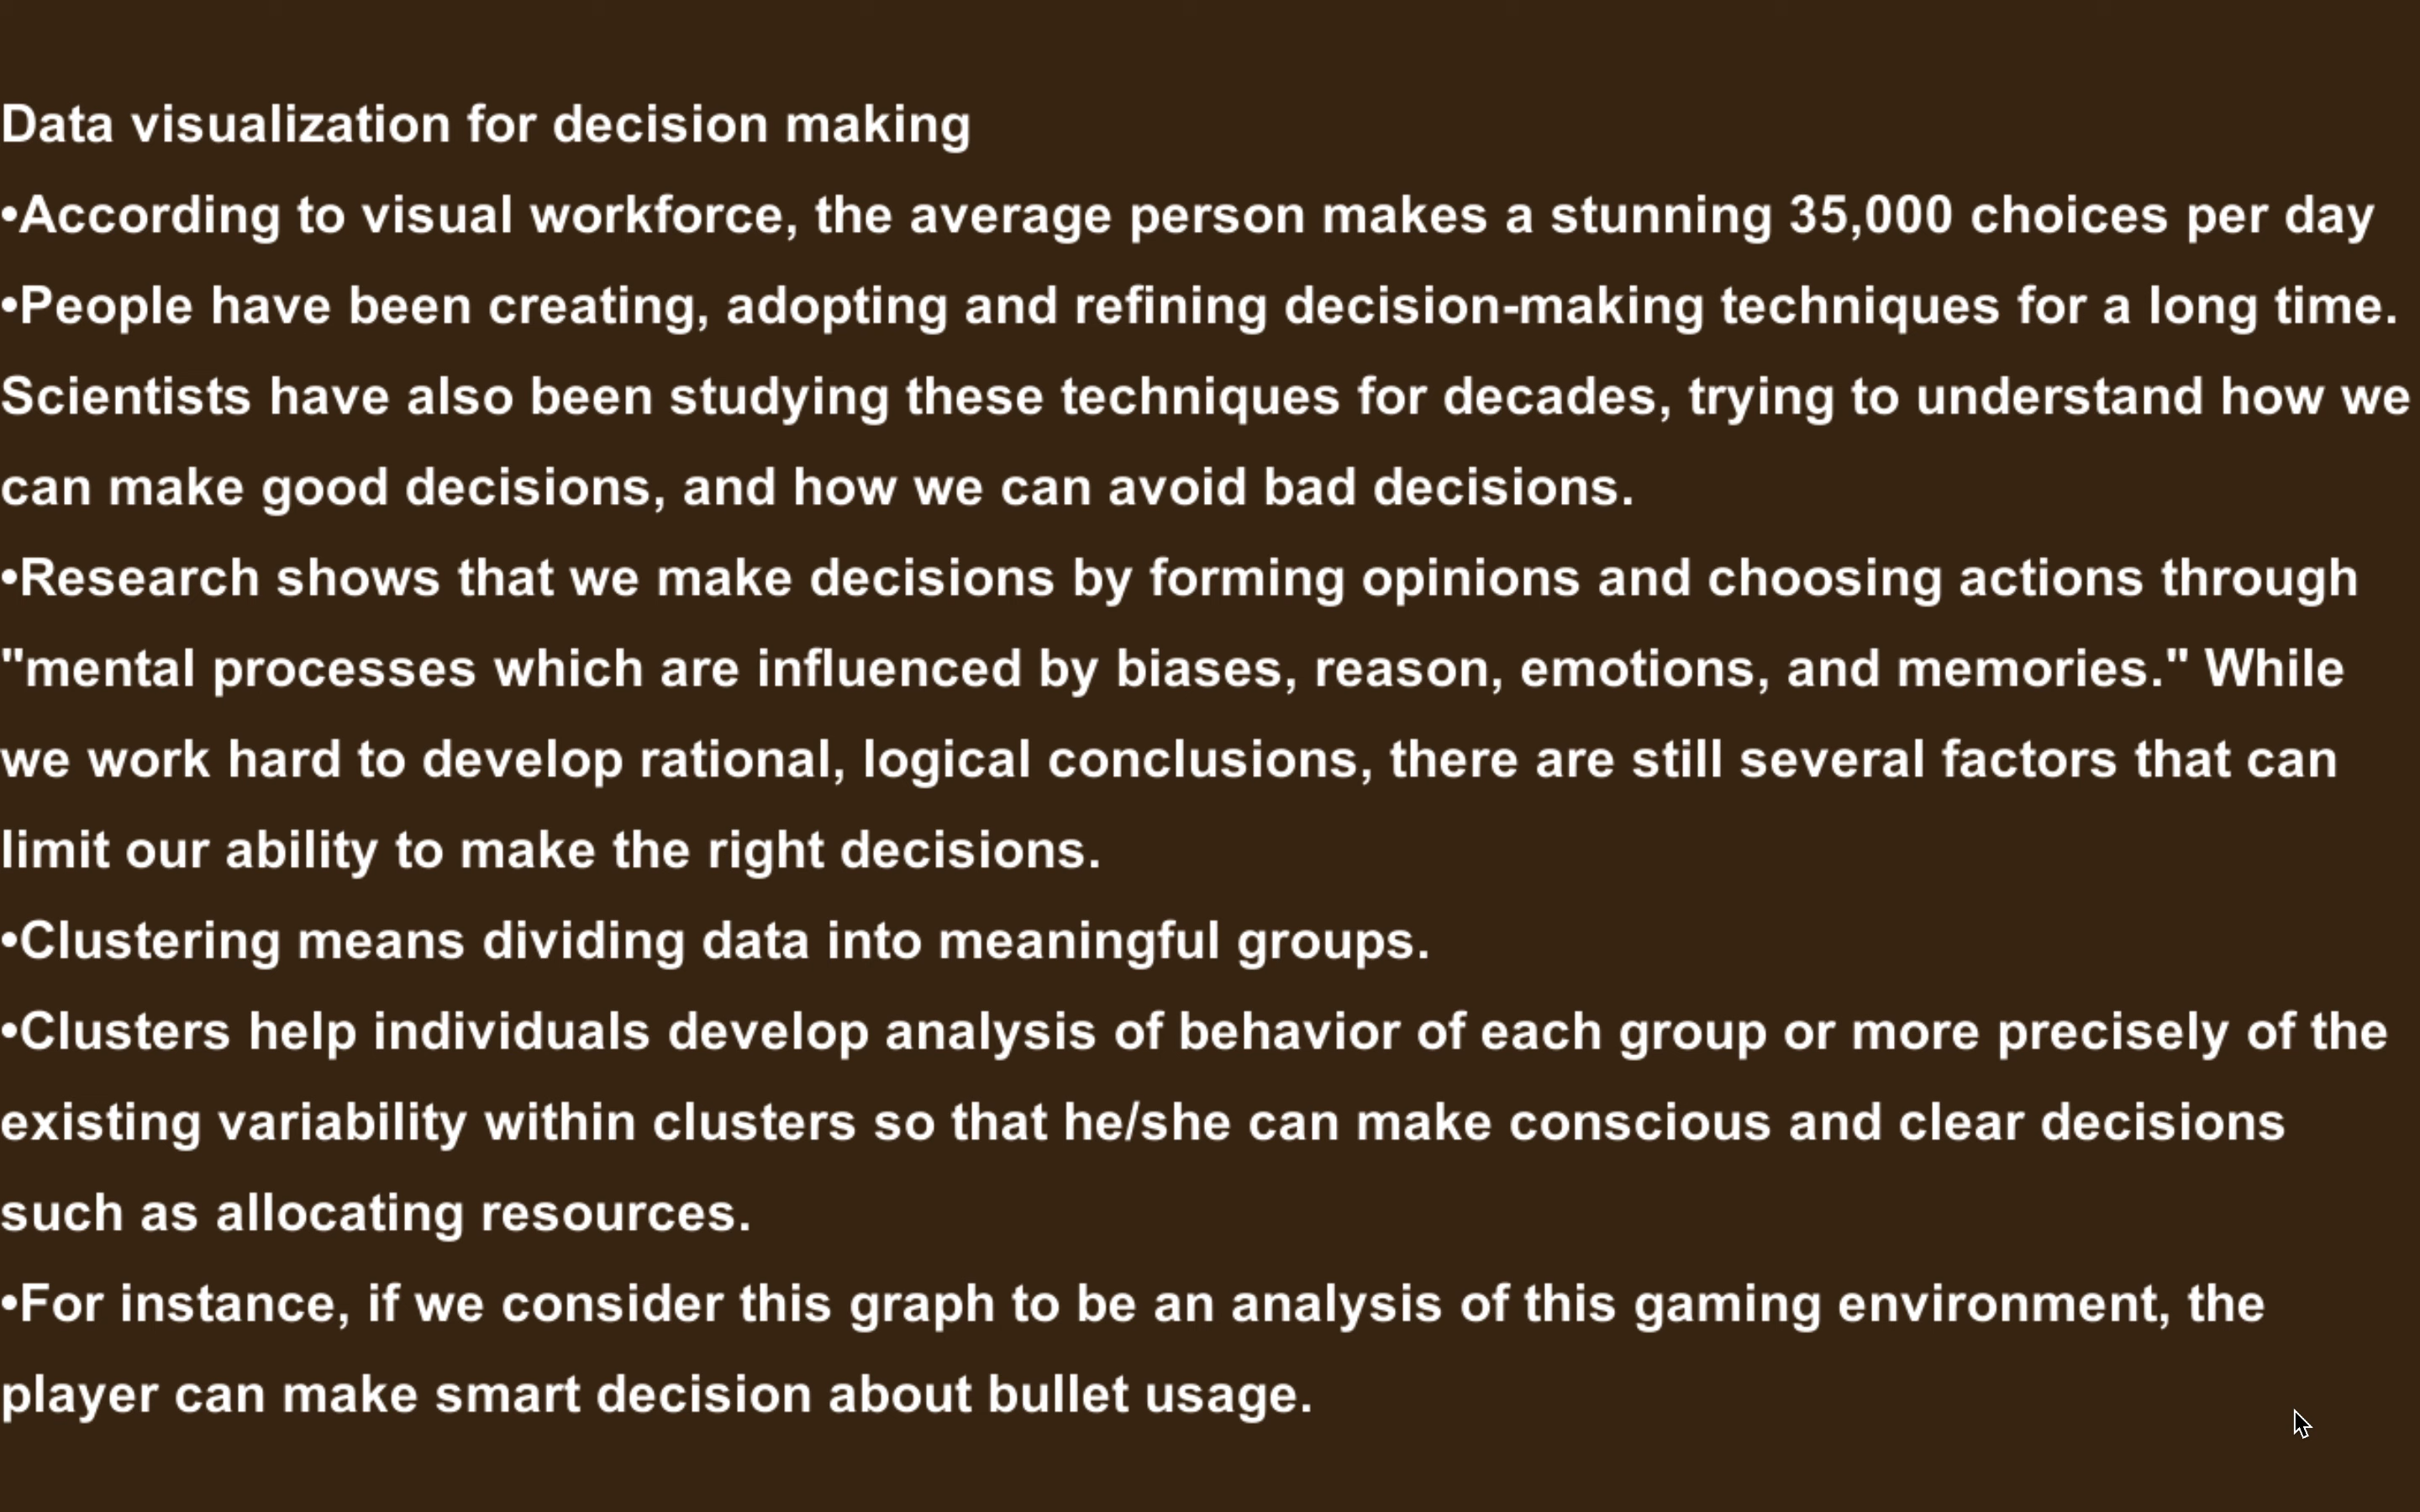 Data visualization for decision making
•According to visual workforce, the average person makes a stunning 35,000 choices per day
•People have been creating, adopting and refining decision-making techniques for a long time.
Scientists have also been studying these techniques for decades, trying to understand how we
can make good decisions, and how we can avoid bad decisions.
•Research shows that we make decisions by forming opinions and choosing actions through
"mental processes which are influenced by biases, reason, emotions, and memories." While
we work hard to develop rational, logical conclusions, there are still several factors that can
limit our ability to make the right decisions.
•Clustering means dividing data into meaningful groups.
•Clusters help individuals develop analysis of behavior of each group or more precisely of the
existing variability within clusters so that he/she can make conscious and clear decisions
such as allocating resources.
•For instance, if we consider this graph to be an analysis of this gaming environment, the
player can make smart decision about bullet usage.